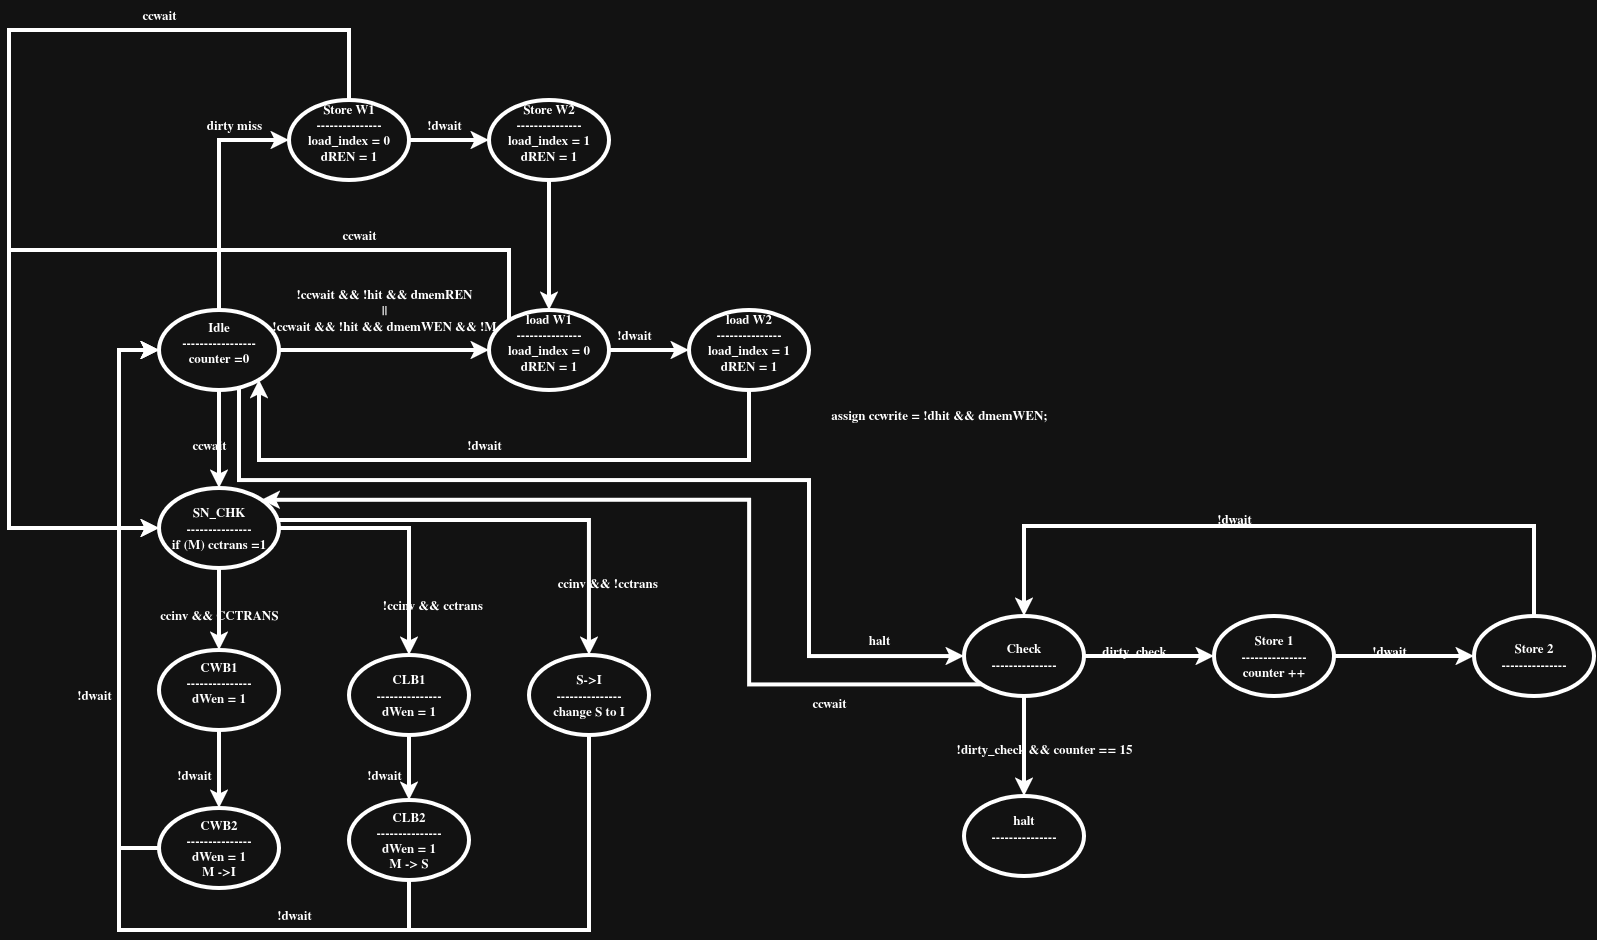 ccwait
Store W1
---------------
load_index = 0
dREN = 1
Store W2
---------------
load_index = 1
dREN = 1
dirty miss
!dwait
ccwait
!ccwait && !hit && dmemREN
||
!ccwait && !hit && dmemWEN && !M
Idle
-----------------
counter =0
load W1
---------------
load_index = 0
dREN = 1
!dwait
load W2
---------------
load_index = 1
dREN = 1
assign ccwrite = !dhit && dmemWEN;
ccwait
!dwait
SN_CHK
---------------
if (M) cctrans =1
!dwait
ccinv && !cctrans
!ccinv && cctrans
ccinv && CCTRANS
halt
Check
---------------
dirty_check
Store 1
---------------
counter ++
!dwait
Store 2
---------------
CWB1
---------------
dWen = 1
CLB1
---------------
dWen = 1
S->I
---------------
change S to I
!dwait
ccwait
!dirty_check && counter == 15
!dwait
!dwait
CWB2
---------------
dWen = 1
M ->I
CLB2
---------------
dWen = 1
M -> S
halt
---------------
!dwait